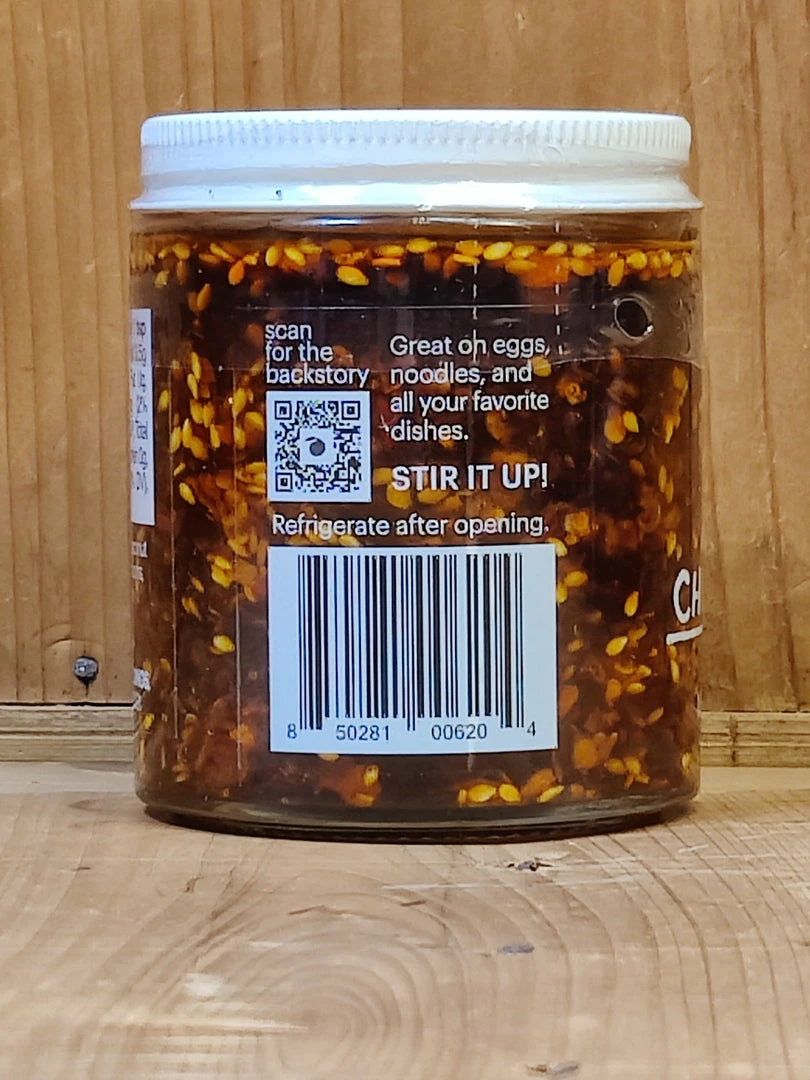 scan
for the
backstory
Great on eggs,
noodles, and
all your favorite
dishes.
STIR IT UP!
Refrigerate after opening.
8 50281 00620 4
CH